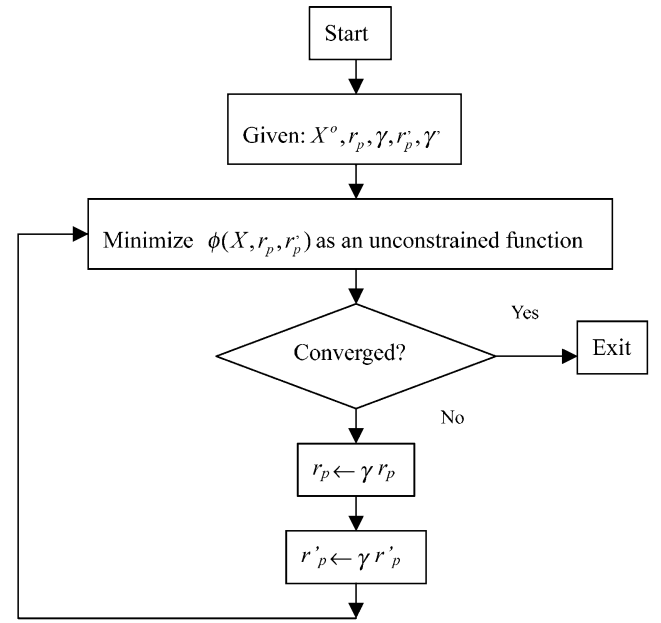 Start
Given: X°, r_p, γ, r'_p, γ'
Minimize φ(X, r_p, r'_p) as an unconstrained function
Yes
Converged?
Exit
No
r_p ← γ r_p
r'_p ← γ r'_p